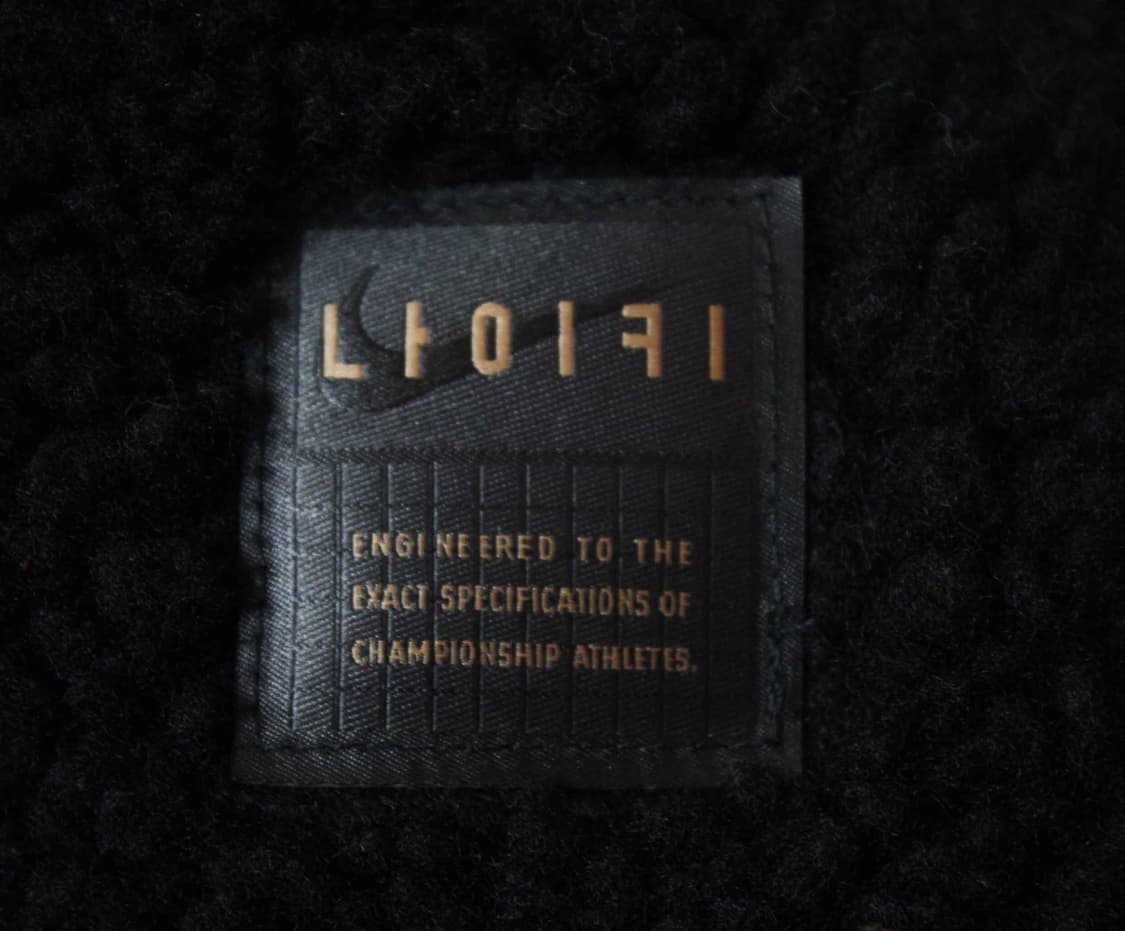 나이키
ENGINEERED TO THE
EXACT SPECIFICATIONS OF
CHAMPIONSHIP ATHLETES.